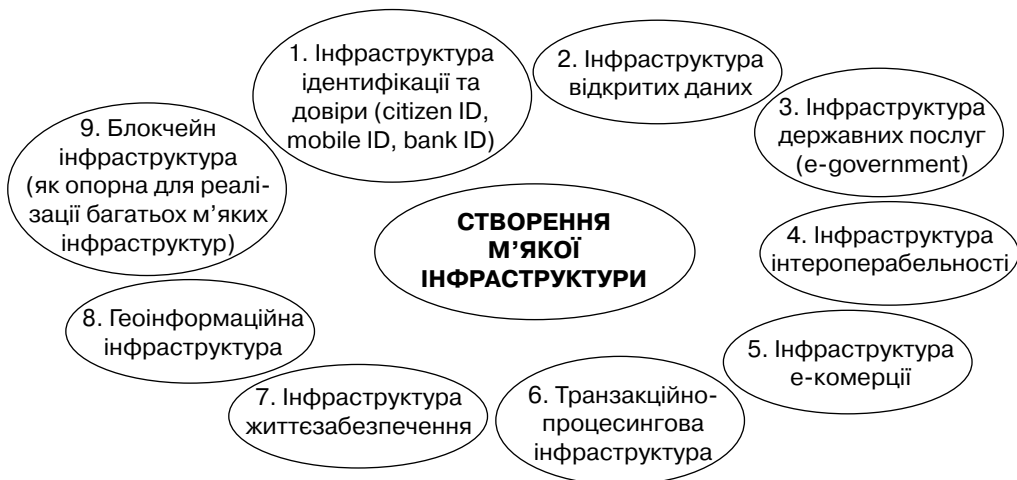 1. Інфраструктура
ідентифікації та
довіри (citizen ID,
mobile ID, bank ID)
2. Інфраструктура
відкритих даних
3. Інфраструктура
державних послуг
(e-government)
4. Інфраструктура
інтероперабельності
5. Інфраструктура
е-комерції
6. Транзакційно-
процесингова
інфраструктура
7. Інфраструктура
життєзабезпечення
8. Геоінформаційна
інфраструктура
9. Блокчейн
інфраструктура
(як опорна для реалі-
зації багатьох м’яких
інфраструктур)
СТВОРЕННЯ
М’ЯКОЇ
ІНФРАСТРУКТУРИ